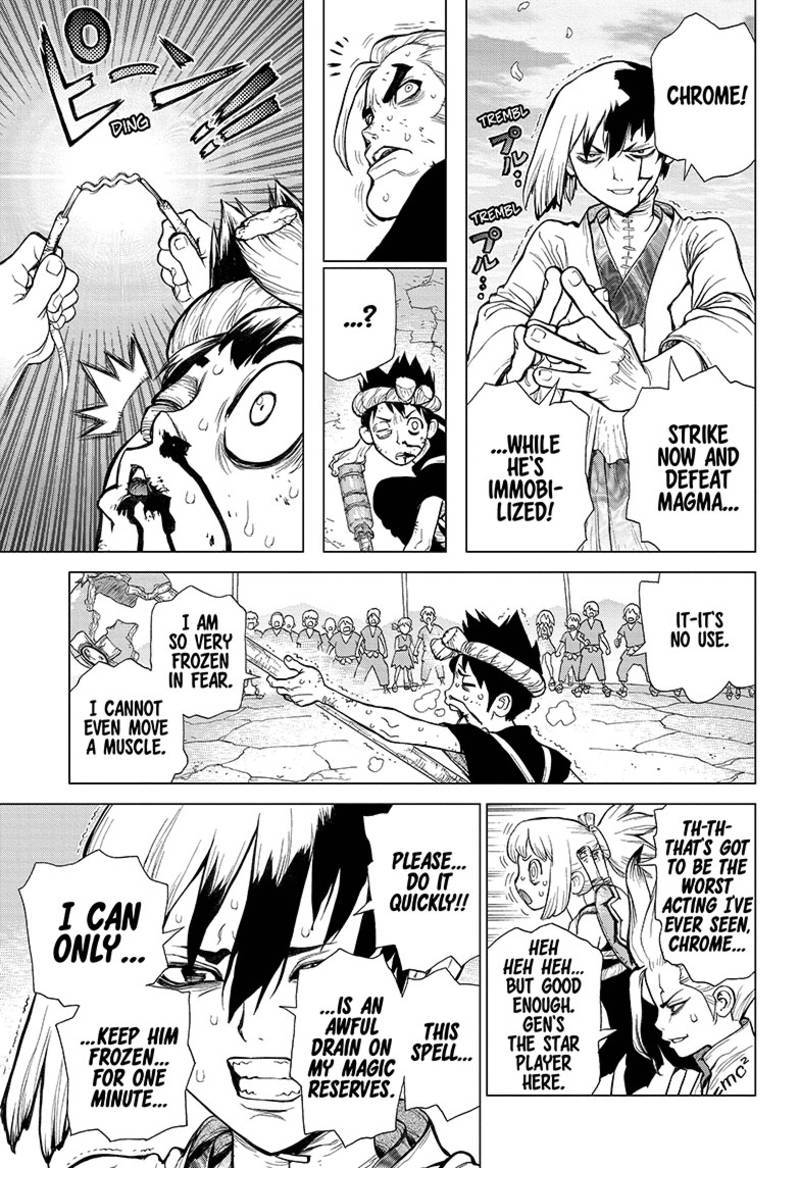 CHROME!
TREMBL
プル…
TREMBL
プル…
STRIKE
NOW AND
DEFEAT
MAGMA...
...WHILE
HE'S
IMMOBI-
LIZED!
...?
ピーン!!
DING
IT-IT'S
NO USE.
I AM
SO VERY
FROZEN
IN FEAR.
I CANNOT
EVEN MOVE
A MUSCLE.
TH-TH-
THAT'S GOT
TO BE THE
WORST
ACTING I'VE
EVER SEEN,
CHROME...
HEH
HEH HEH...
BUT GOOD
ENOUGH.
GEN'S
THE STAR
PLAYER
HERE.
=mc²
PLEASE...
DO IT
QUICKLY!!
THIS
SPELL...
...IS AN
AWFUL
DRAIN ON
MY MAGIC
RESERVES.
I CAN
ONLY...
...KEEP HIM
FROZEN...
FOR ONE
MINUTE...